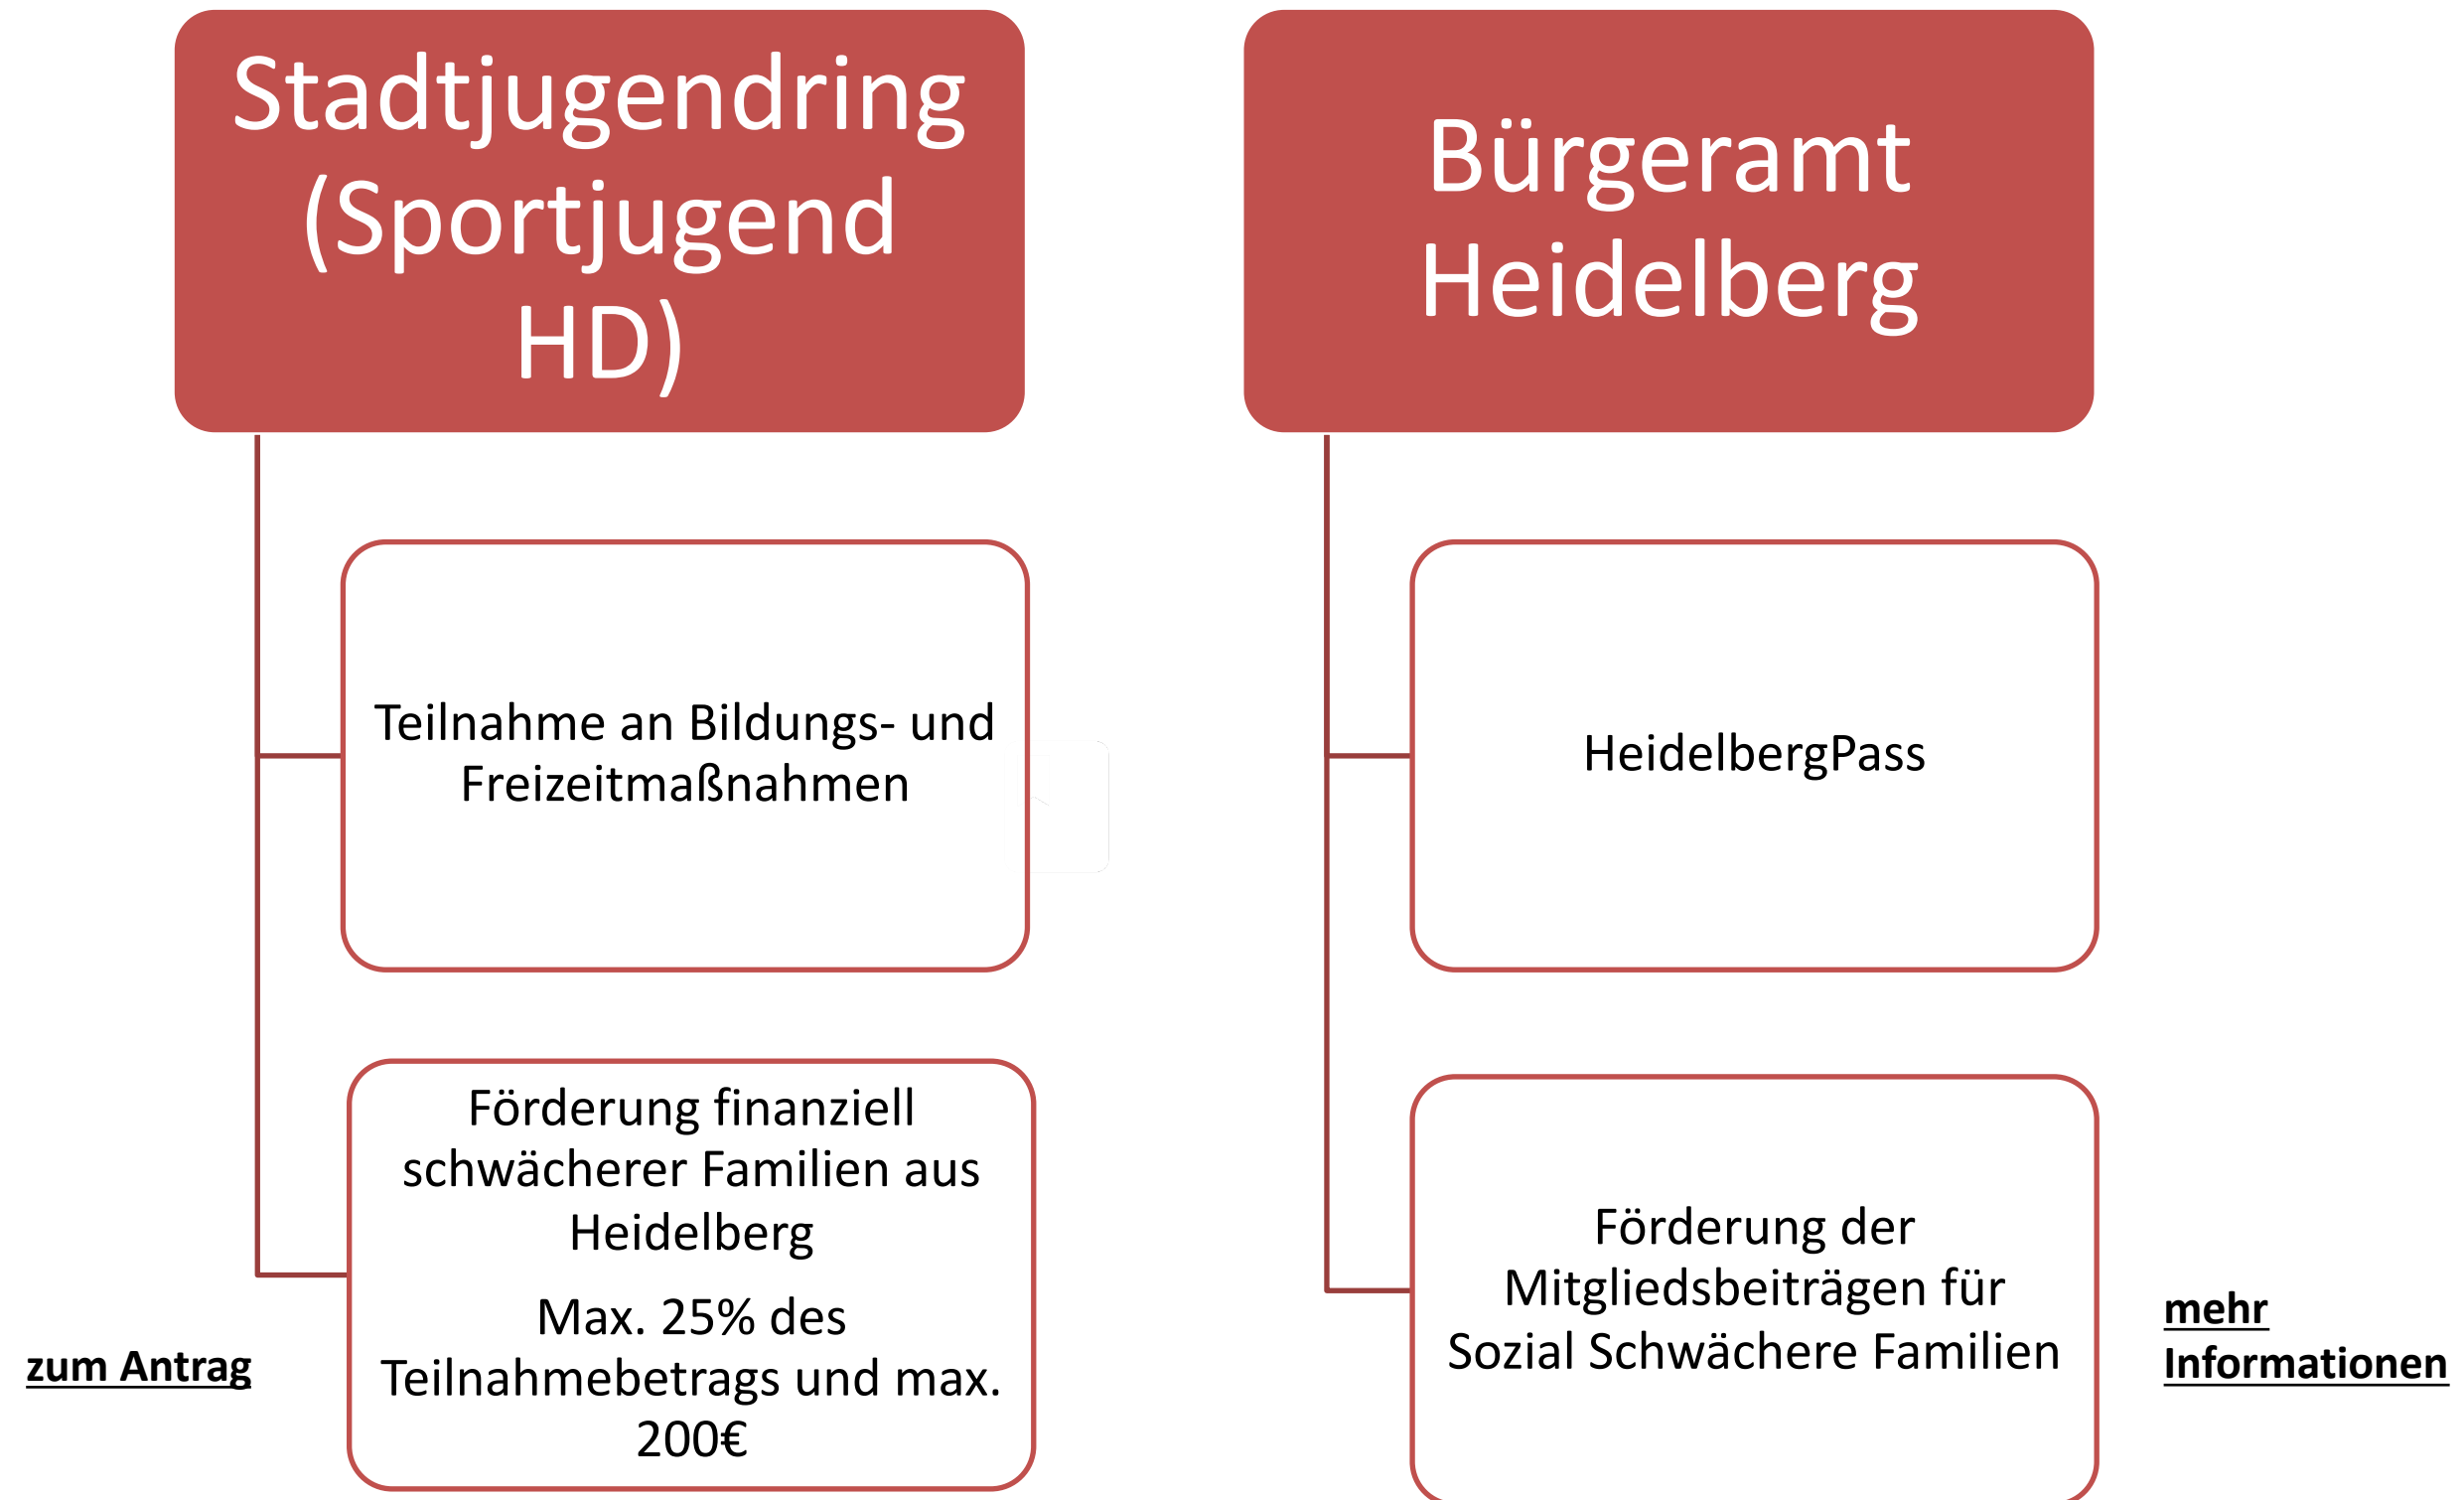 Stadtjugendring
(Sportjugend
HD)
Teilnahme an Bildungs- und
Freizeitmaßnahmen
Förderung finanziell
schwächerer Familien aus
Heidelberg
Max. 25% des
Teilnahmebetrags und max.
200€
zum Antrag
Bürgeramt
Heidelberg
HeidelbergPass
Förderung der
Mitgliedsbeiträgen für
Sozial Schwächere Familien
mehr
Informationen